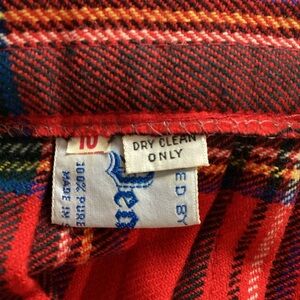 10
DRY CLEAN
ONLY
ED BY
100% PURE
MADE IN